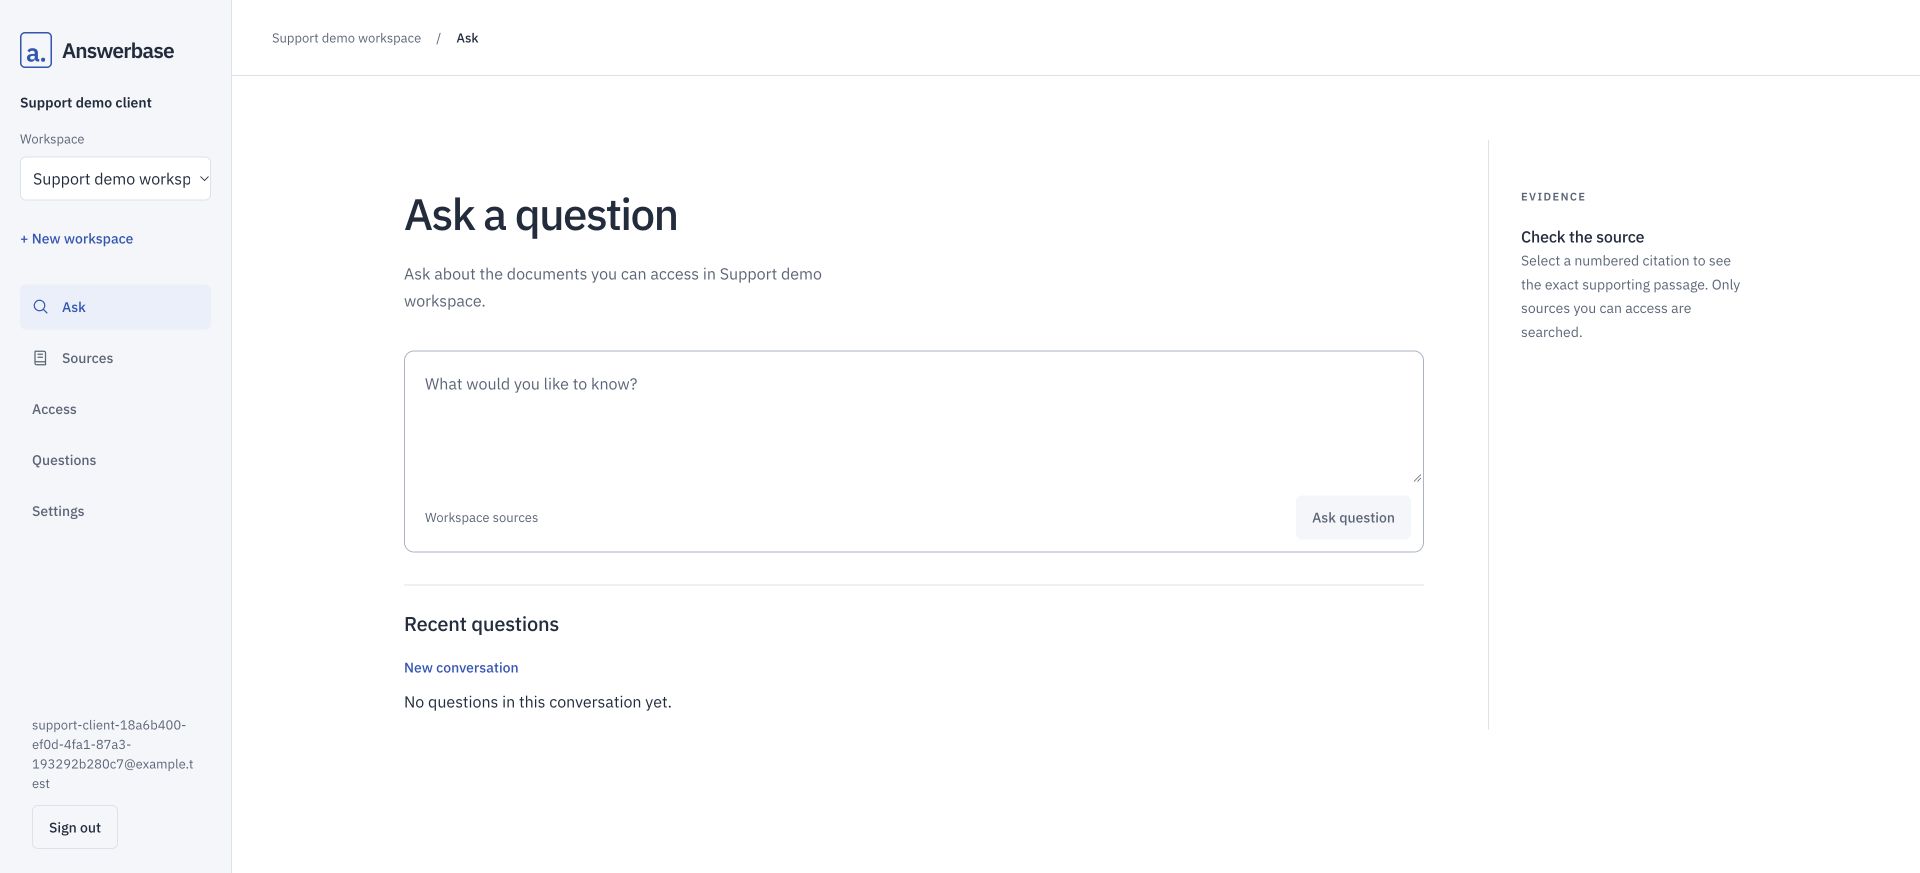 a. Answerbase
Support demo client
Workspace
Support demo worksp
+ New workspace
Ask
Sources
Access
Questions
Settings
support-client-18a6b400-
ef0d-4fa1-87a3-
193292b280c7@example.t
est
Sign out
Support demo workspace / Ask
Ask a question
Ask about the documents you can access in Support demo
workspace.
What would you like to know?
Workspace sources
Ask question
Recent questions
New conversation
No questions in this conversation yet.
EVIDENCE
Check the source
Select a numbered citation to see
the exact supporting passage. Only
sources you can access are
searched.